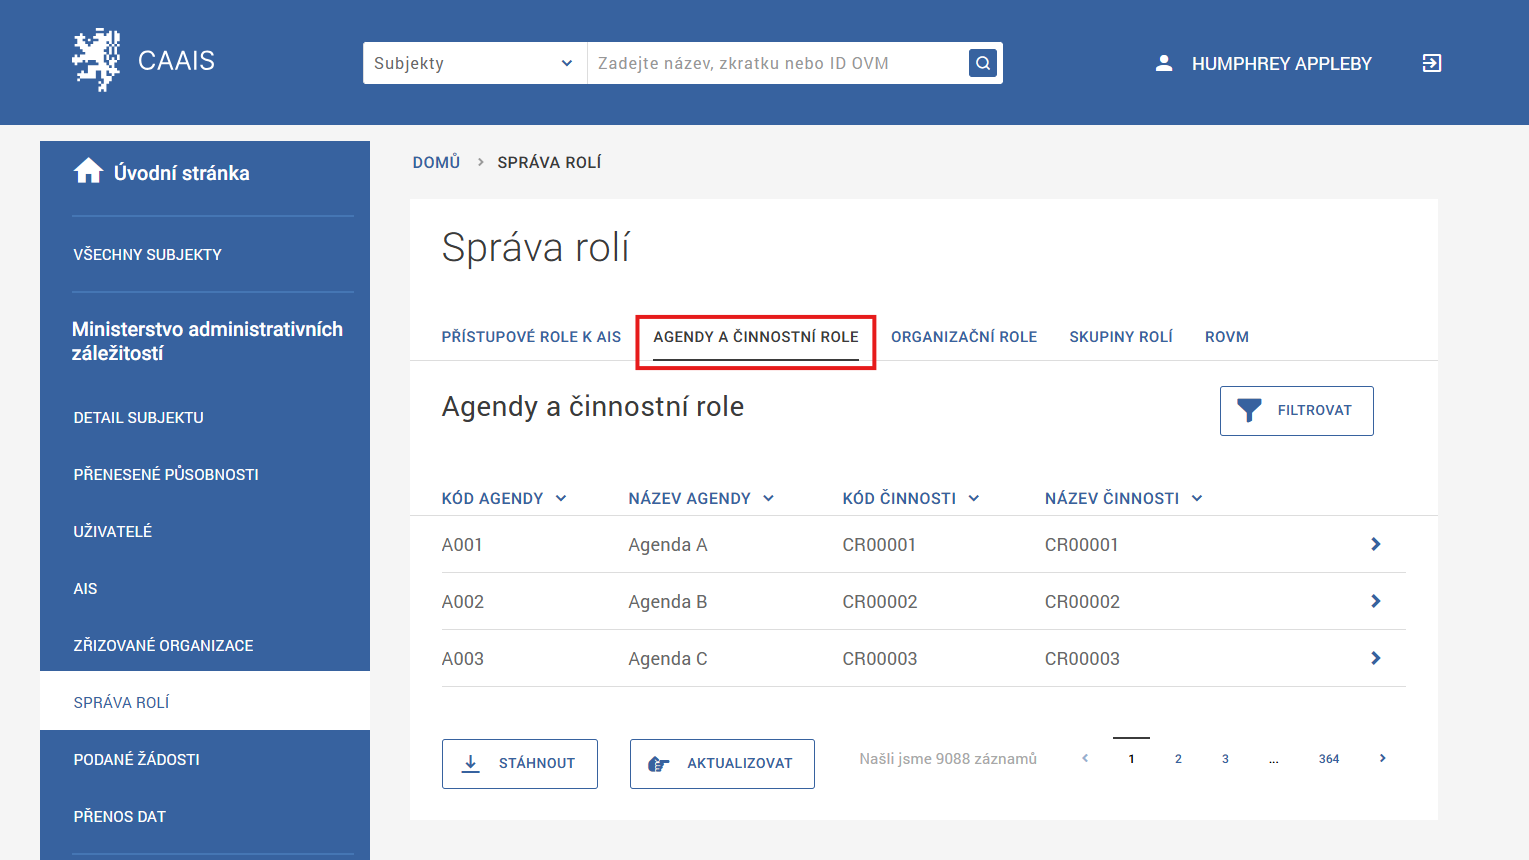 CAAIS
Subjekty
Zadejte název, zkratku nebo ID OVM
HUMPHREY APPLEBY
Úvodní stránka
VŠECHNY SUBJEKTY
Ministerstvo administrativních
záležitostí
DETAIL SUBJEKTU
PŘENESENÉ PŮSOBNOSTI
UŽIVATELÉ
AIS
ZŘIZOVANÉ ORGANIZACE
SPRÁVA ROLÍ
PODANÉ ŽÁDOSTI
PŘENOS DAT
DOMŮ > SPRÁVA ROLÍ
Správa rolí
PŘÍSTUPOVÉ ROLE K AIS AGENDY A ČINNOSTNÍ ROLE ORGANIZAČNÍ ROLE SKUPINY ROLÍ ROVM
Agendy a činnostní role
FILTROVAT
KÓD AGENDY NÁZEV AGENDY KÓD ČINNOSTI NÁZEV ČINNOSTI
A001 Agenda A CR00001 CR00001
A002 Agenda B CR00002 CR00002
A003 Agenda C CR00003 CR00003
STÁHNOUT AKTUALIZOVAT Našli jsme 9088 záznamů 1 2 3 ... 364